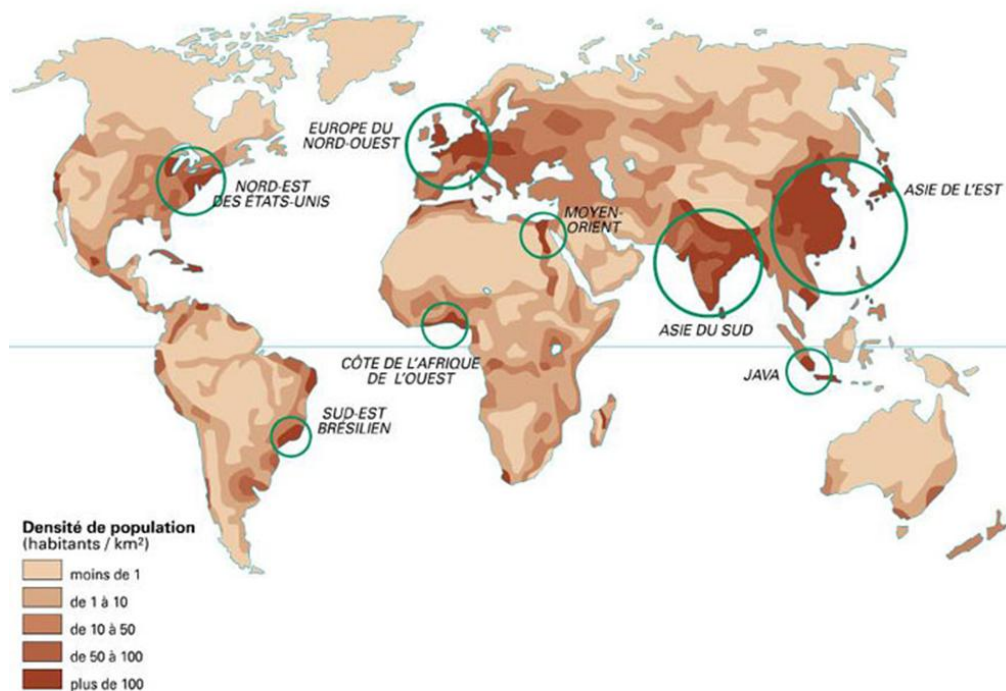 EUROPE DU
NORD-OUEST
NORD-EST
DES ÉTATS-UNIS
MOYEN-
ORIENT
ASIE DE L'EST
ASIE DU SUD
CÔTE DE L'AFRIQUE
DE L'OUEST
JAVA
SUD-EST
BRÉSILIEN
Densité de population
(habitants / km²)
moins de 1
de 1 à 10
de 10 à 50
de 50 à 100
plus de 100